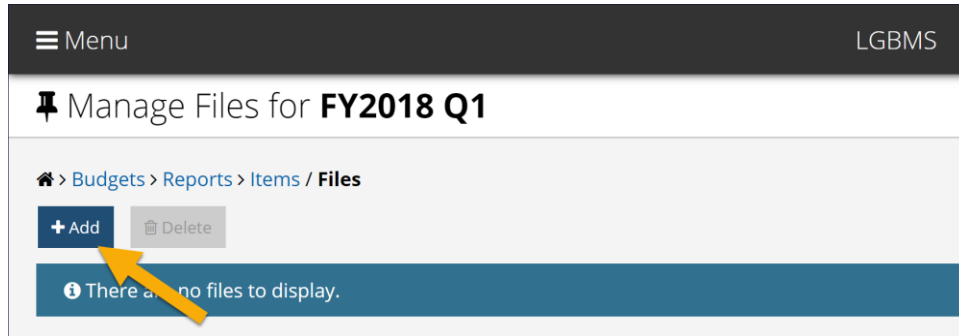 Menu LGBMS
Manage Files for FY2018 Q1
> Budgets > Reports > Items / Files
+ Add Delete
There no files to display.